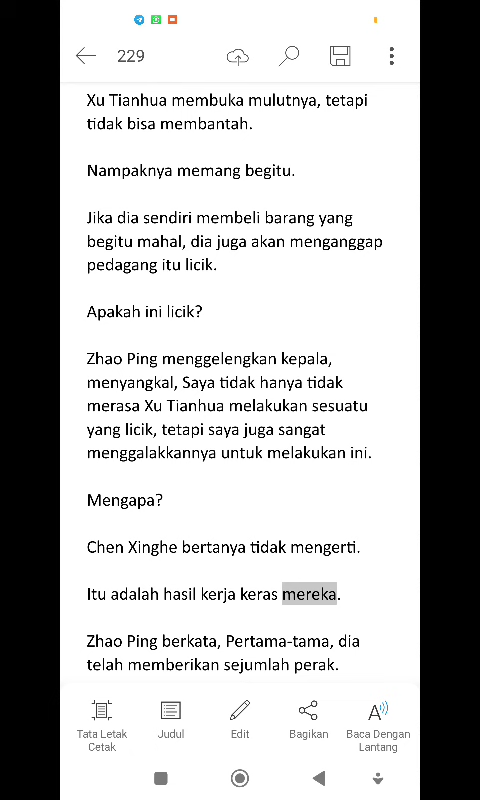 229
Xu Tianhua membuka mulutnya, tetapi
tidak bisa membantah.
Nampaknya memang begitu.
Jika dia sendiri membeli barang yang
begitu mahal, dia juga akan menganggap
pedagang itu licik.
Apakah ini licik?
Zhao Ping menggelengkan kepala,
menyangkal, Saya tidak hanya tidak
merasa Xu Tianhua melakukan sesuatu
yang licik, tetapi saya juga sangat
menggalakkannya untuk melakukan ini.
Mengapa?
Chen Xinghe bertanya tidak mengerti.
Itu adalah hasil kerja keras mereka.
Zhao Ping berkata, Pertama-tama, dia
telah memberikan sejumlah perak.
Tata Letak
Cetak
Judul
Edit
Bagikan
Baca Dengan
Lantang